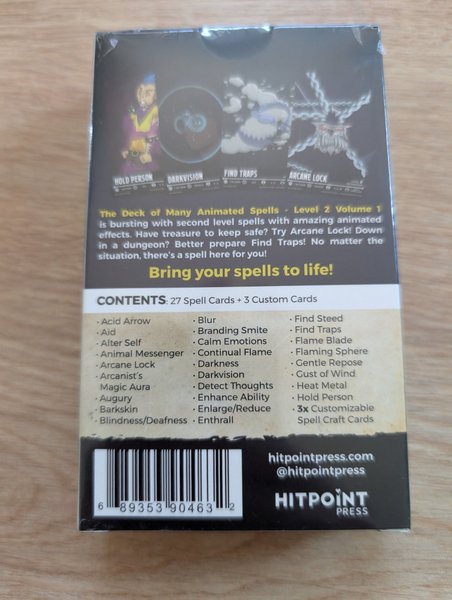 HOLD PERSON
DARKVISION
FIND TRAPS
ARCANE LOCK
The Deck of Many Animated Spells - Level 2 Volume 1
is bursting with second level spells with amazing animated
effects. Have treasure to keep safe? Try Arcane Lock! Down
in a dungeon? Better prepare Find Traps! No matter the
situation, there's a spell here for you!
Bring your spells to life!
CONTENTS: 27 Spell Cards + 3 Custom Cards
· Acid Arrow
· Aid
· Alter Self
· Animal Messenger
· Arcane Lock
· Arcanist's
Magic Aura
· Augury
· Barkskin
· Blindness/Deafness
· Blur
· Branding Smite
· Calm Emotions
· Continual Flame
· Darkness
· Darkvision
· Detect Thoughts
· Enhance Ability
· Enlarge/Reduce
· Enthrall
· Find Steed
· Find Traps
· Flame Blade
· Flaming Sphere
· Gentle Repose
· Gust of Wind
· Heat Metal
· Hold Person
· 3x Customizable
Spell Craft Cards
hitpointpress.com
@hitpointpress
HITPOINT
PRESS
6 89353 90463 2